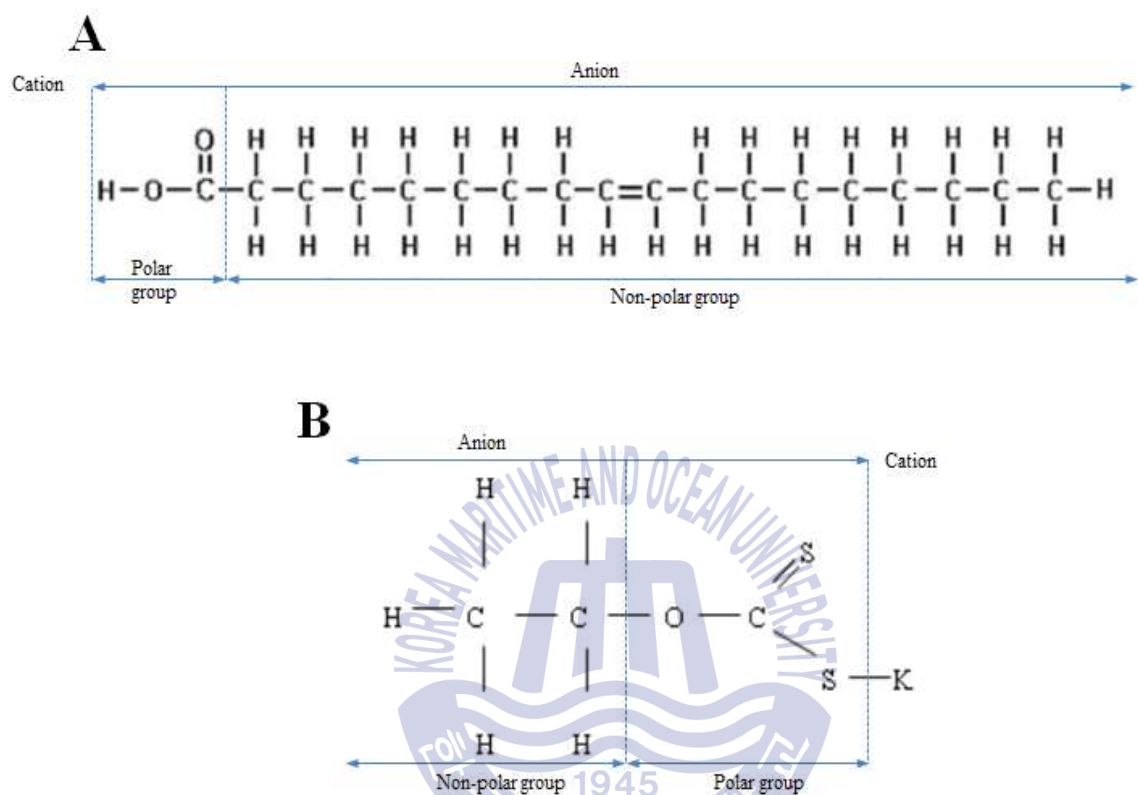 A
Cation
Anion
O H H H H H H H H H H H H H H H
H O C C C C C C C C C C C C C C C C C C H
H H H H H H H H H H H H H H H H H
Polar
group
Non-polar group
B
Anion
Cation
KOREA MARITIME AND OCEAN UNIVERSITY
H H
S
H C C O C
S K
H H
1945
Non-polar group
Polar group